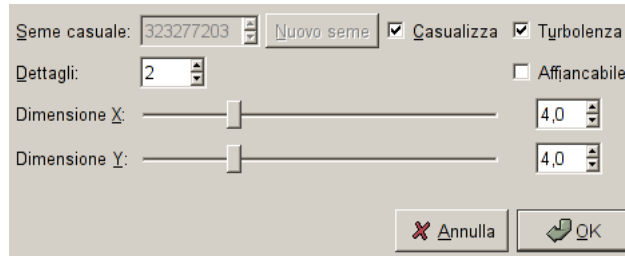 Seme casuale: 323277203 Nuovo seme Casualizza Turbolenza
Dettagli: 2 Affiancabile
Dimensione X: 4,0
Dimensione Y: 4,0
Annulla OK